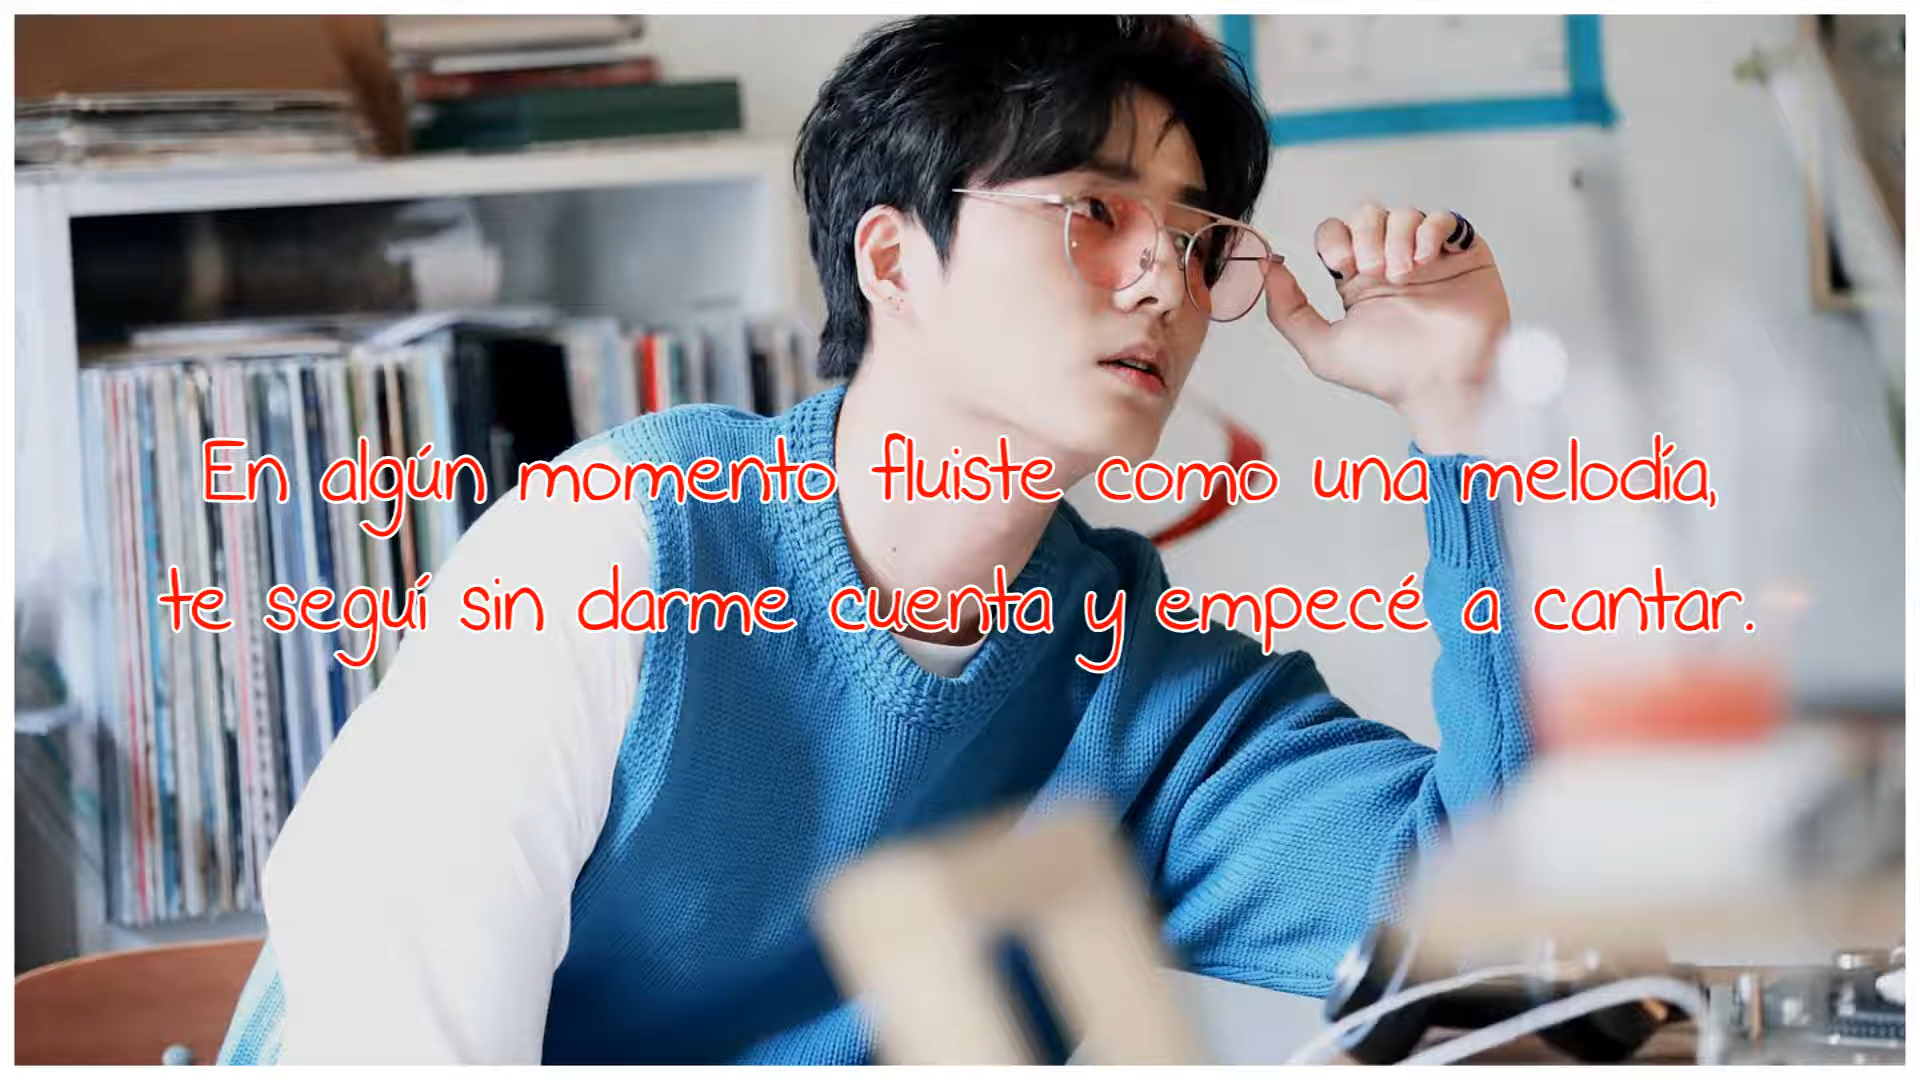 En algún momento fluiste como una melodía,
te seguí sin darme cuenta y empecé a cantar.